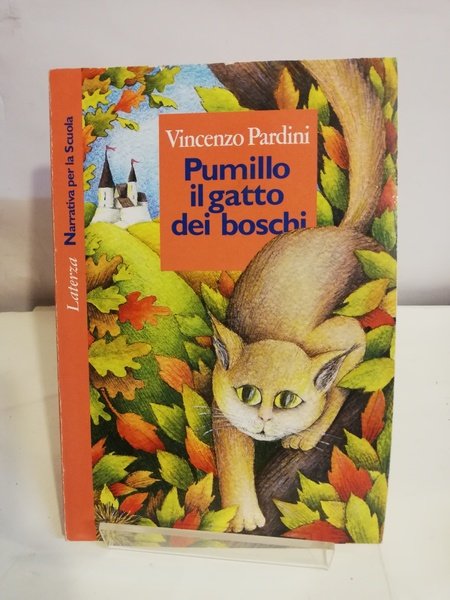 Vincenzo Pardini
Pumillo
il gatto
dei boschi
Laterza Narrativa per la Scuola